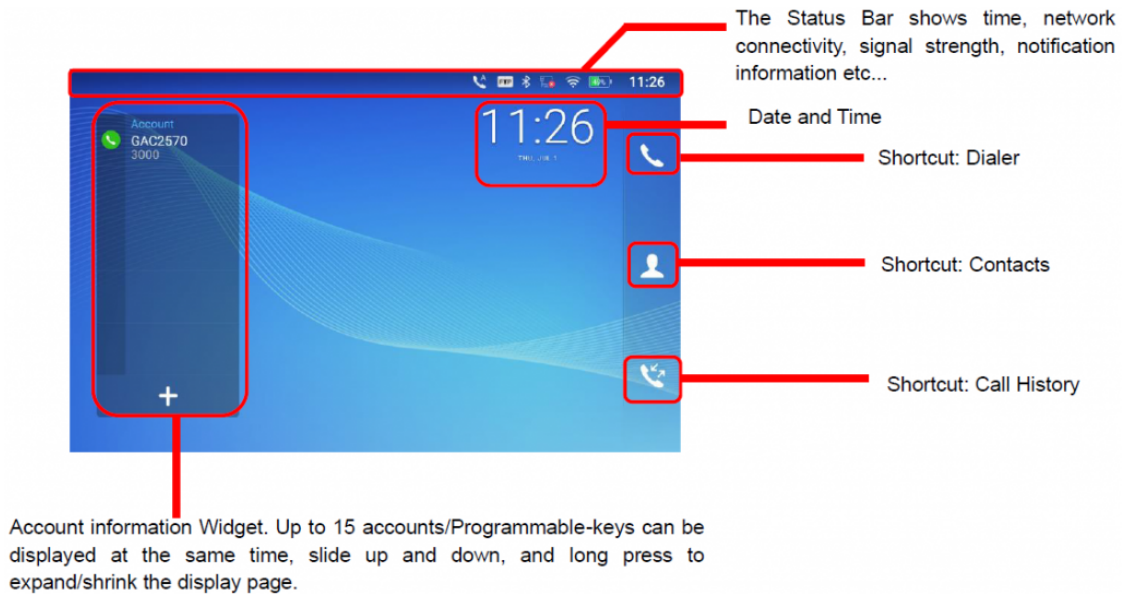 The Status Bar shows time, network
connectivity, signal strength, notification
information etc...
11:26
Date and Time
11:26
Account
GAC2570
3000
Shortcut: Dialer
Shortcut: Contacts
Shortcut: Call History
Account information Widget. Up to 15 accounts/Programmable-keys can be
displayed at the same time, slide up and down, and long press to
expand/shrink the display page.